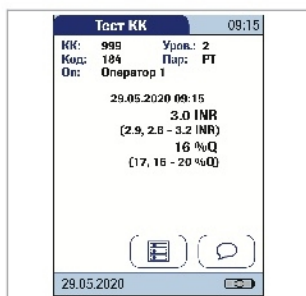 Тест КК 09:15
КК: 999 Уров.: 2
Код: 184 Пар: PT
Оп: Оператор 1
29.05.2020 09:15
3.0 INR
(2.9, 2.6 - 3.2 INR)
16 %Q
(17, 15 - 20 %Q)
29.05.2020